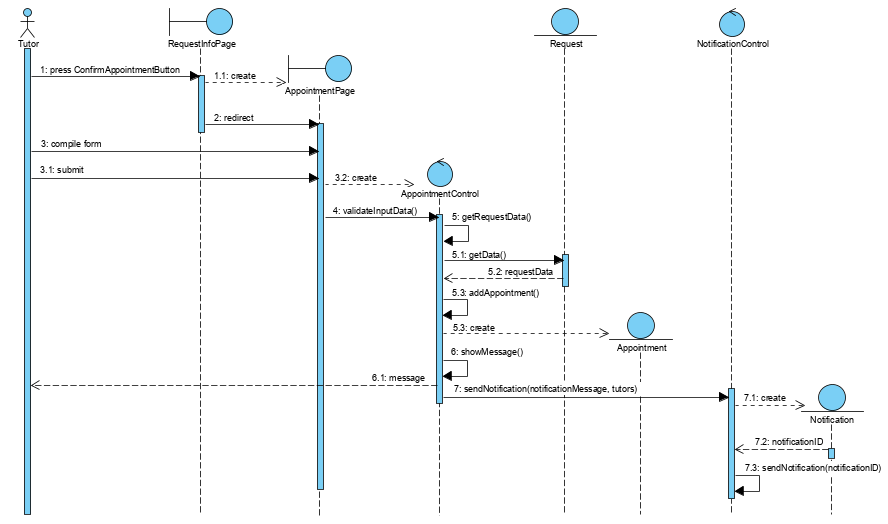 Tutor
RequestInfoPage
Request
NotificationControl
1: press ConfirmAppointmentButton
1.1: create
AppointmentPage
2: redirect
3: compile form
3.1: submit
3.2: create
AppointmentControl
4: validateInputData()
5: getRequestData()
5.1: getData()
5.2: requestData
5.3: addAppointment()
5.3: create
Appointment
6: showMessage()
6.1: message
7: sendNotification(notificationMessage, tutors)
7.1: create
Notification
7.2: notificationID
7.3: sendNotification(notificationID)